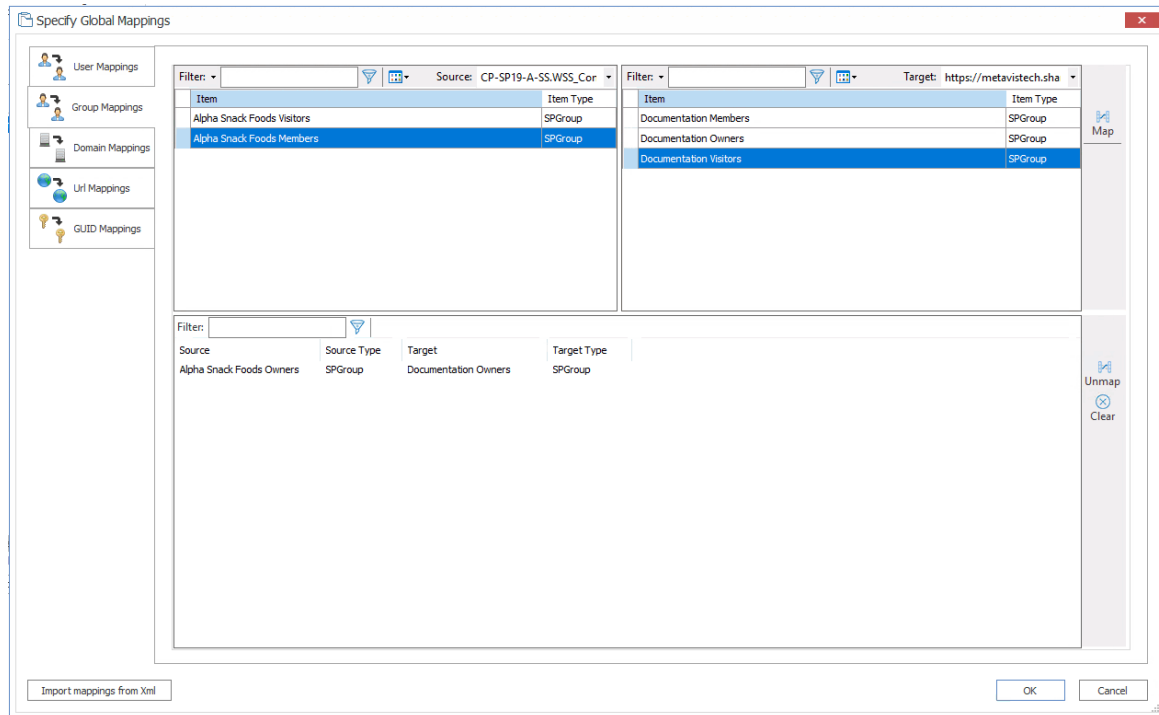 Specify Global Mappings
User Mappings
Group Mappings
Domain Mappings
Url Mappings
GUID Mappings
Filter: Source: CP-SP19-A-SS.WSS_Cor
Item Item Type
Alpha Snack Foods Visitors SPGroup
Alpha Snack Foods Members SPGroup
Filter: Target: https://metavistech.sha
Item Item Type
Documentation Members SPGroup
Documentation Owners SPGroup
Documentation Visitors SPGroup
Map
Filter:
Source Source Type Target Target Type
Alpha Snack Foods Owners SPGroup Documentation Owners SPGroup
Unmap
Clear
Import mappings from Xml OK Cancel